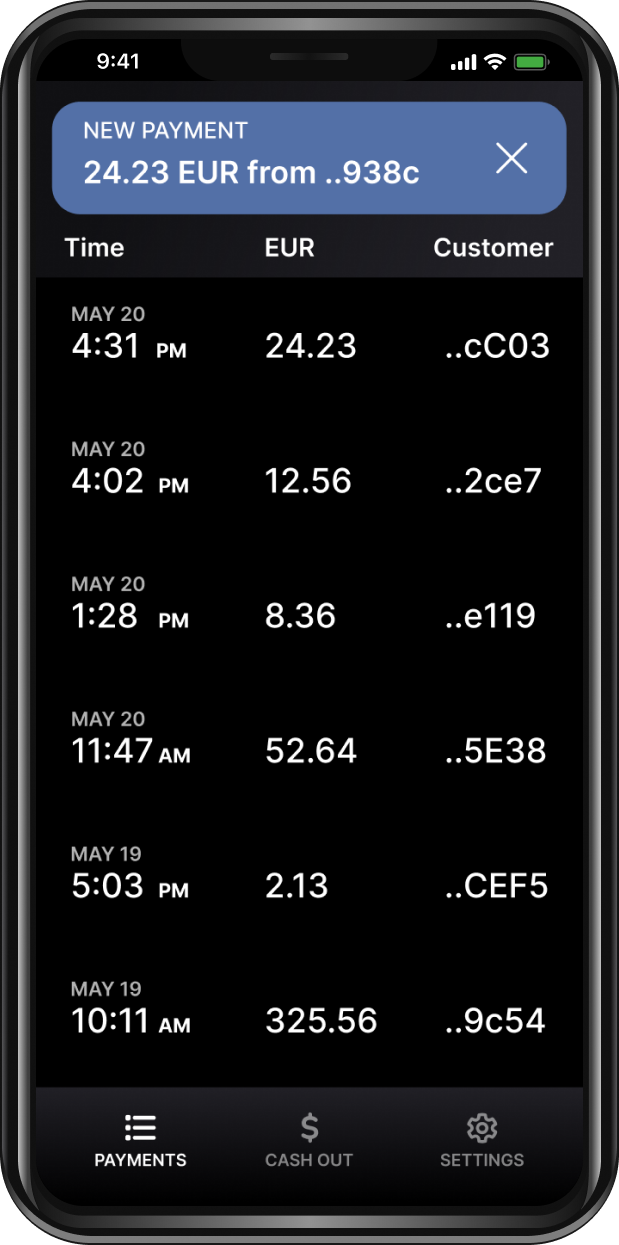 9:41
NEW PAYMENT
24.23 EUR from ..938c
Time EUR Customer
MAY 20
4:31 PM 24.23 ..cC03
MAY 20
4:02 PM 12.56 ..2ce7
MAY 20
1:28 PM 8.36 ..e119
MAY 20
11:47 AM 52.64 ..5E38
MAY 19
5:03 PM 2.13 ..CEF5
MAY 19
10:11 AM 325.56 ..9c54
PAYMENTS CASH OUT SETTINGS